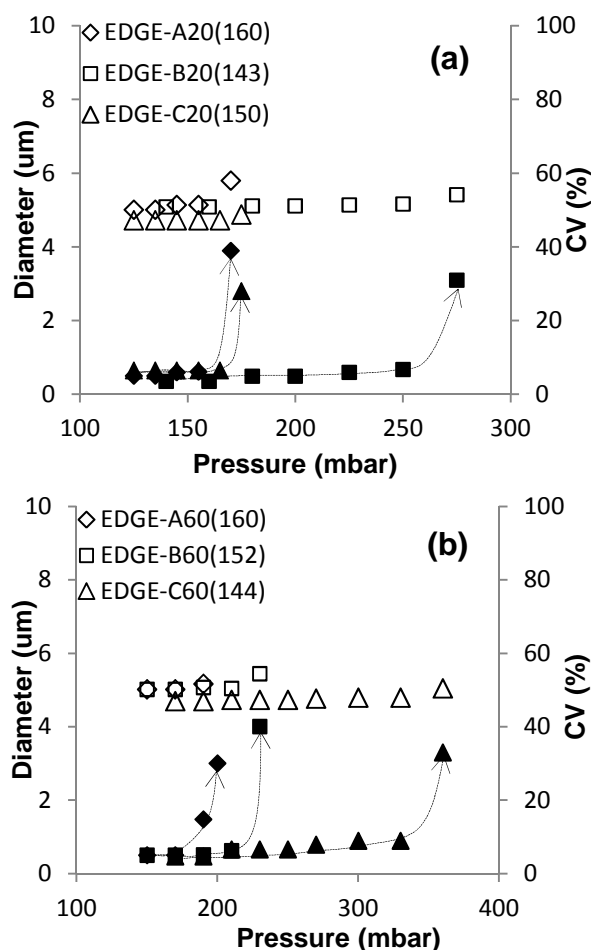 10
8
6
4
2
0
Diameter (um)
◇ EDGE-A20(160)
□ EDGE-B20(143)
△ EDGE-C20(150)
(a)
100
80
60
40
20
0
CV (%)
100 150 200 250 300
Pressure (mbar)
10
8
6
4
2
0
Diameter (um)
◇ EDGE-A60(160)
□ EDGE-B60(152)
△ EDGE-C60(144)
(b)
100
80
60
40
20
0
CV (%)
100 200 300 400
Pressure (mbar)